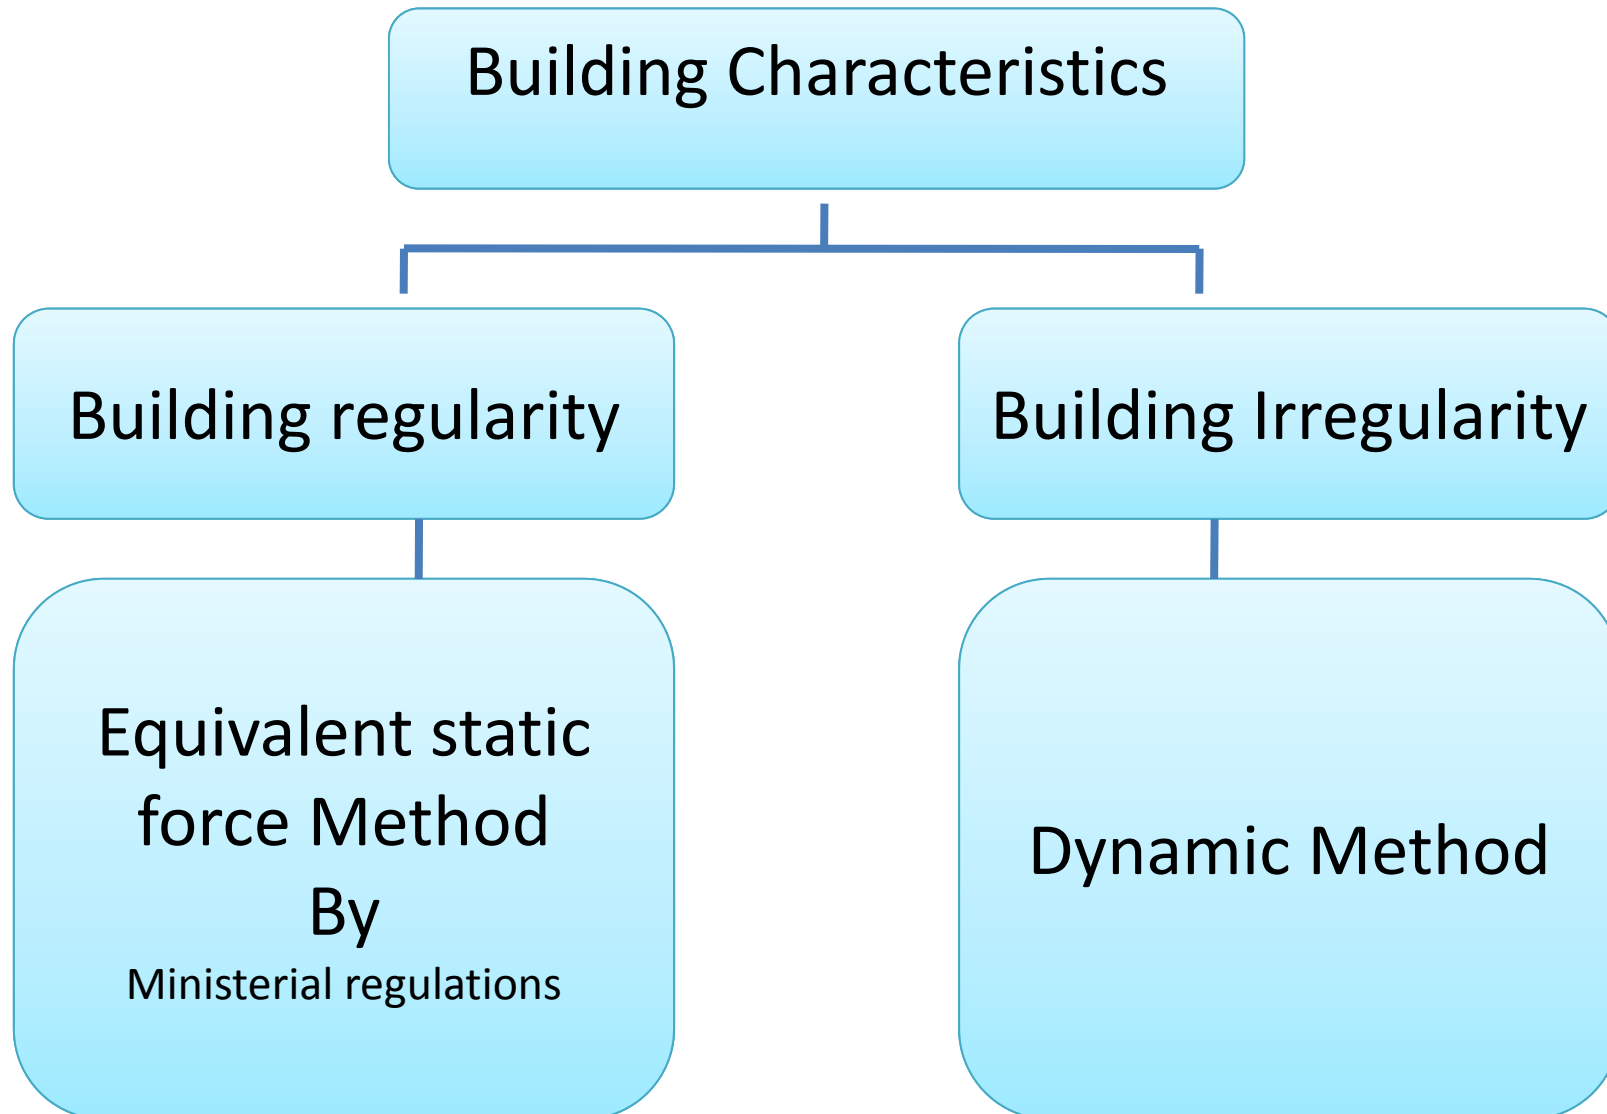 Building Characteristics
Building regularity
Building Irregularity
Equivalent static
force Method
By
Ministerial regulations
Dynamic Method